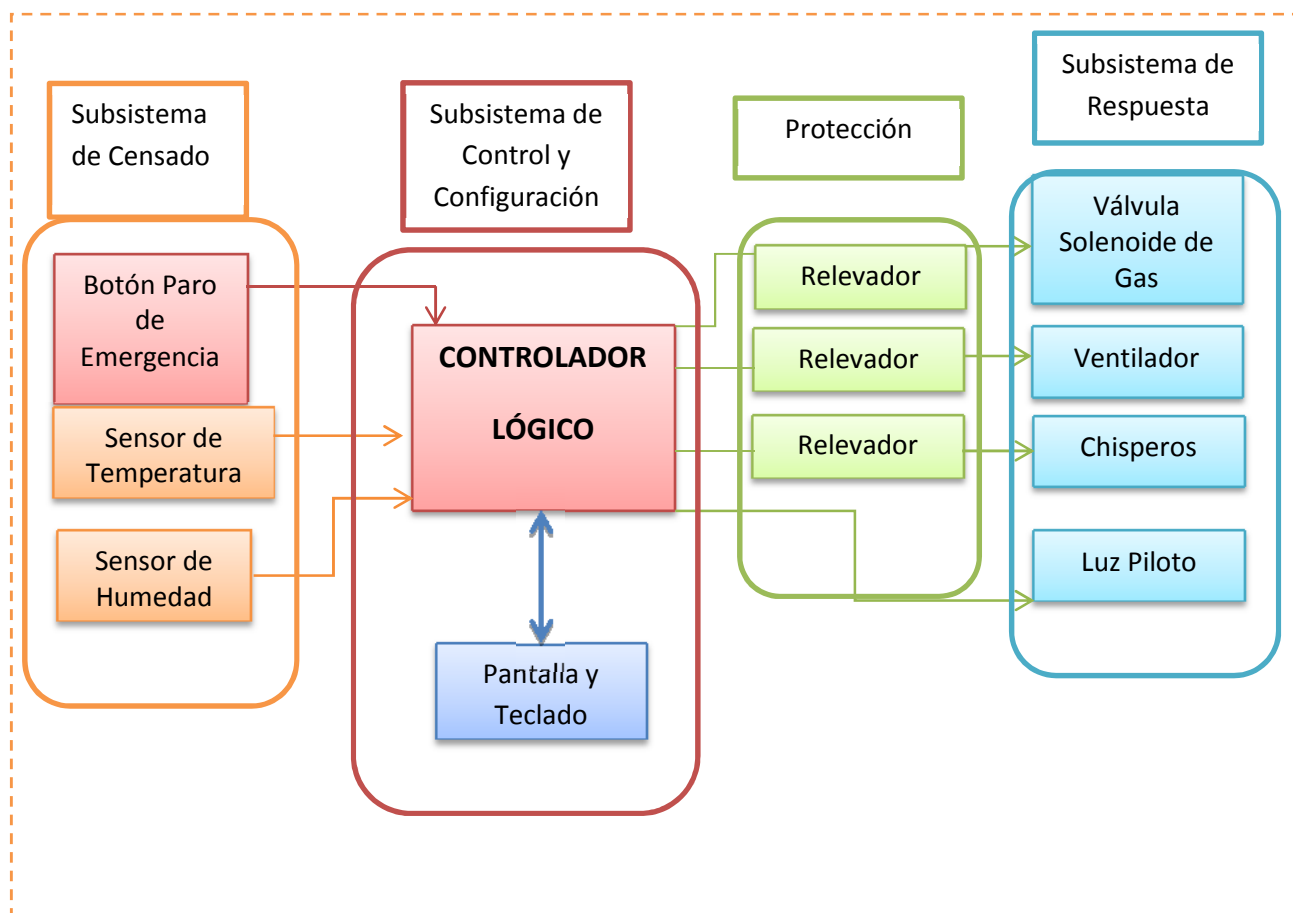 Subsistema
de Censado
Subsistema de
Control y
Configuración
Protección
Subsistema de
Respuesta
Botón Paro
de
Emergencia
Sensor de
Temperatura
Sensor de
Humedad
CONTROLADOR
LÓGICO
Pantalla y
Teclado
Relevador
Relevador
Relevador
Válvula
Solenoide de
Gas
Ventilador
Chisperos
Luz Piloto